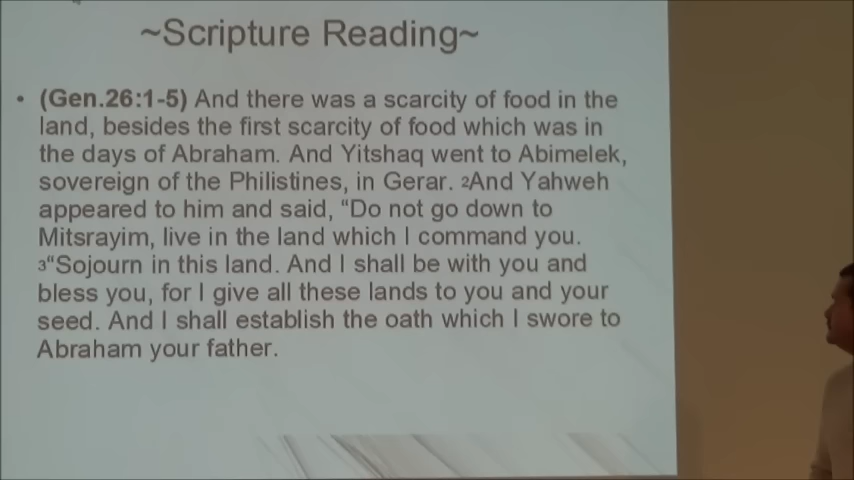 ~Scripture Reading~
• (Gen.26:1-5) And there was a scarcity of food in the
land, besides the first scarcity of food which was in
the days of Abraham. And Yitshaq went to Abimelek,
sovereign of the Philistines, in Gerar. 2And Yahweh
appeared to him and said, “Do not go down to
Mitsrayim, live in the land which I command you.
3“Sojourn in this land. And I shall be with you and
bless you, for I give all these lands to you and your
seed. And I shall establish the oath which I swore to
Abraham your father.